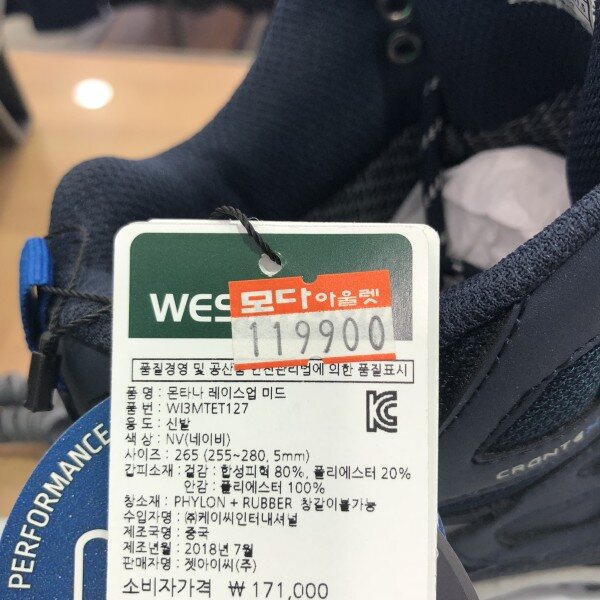 WES
모다아울렛
119900
품질경영 및 공산품 안전관리법에 의한 품질표시
품 명 : 몬타나 레이스업 미드
품 번 : WI3MTET127
용 도 : 신발
색 상 : NV(네이비)
사이즈 : 265 (255~280, 5mm)
갑피소재 : 겉감 : 합성피혁 80%, 폴리에스터 20%
안감 : 폴리에스터 100%
창소재 : PHYLON + RUBBER 창갈이불가능
수입자명 : ㈜케이씨인터내셔널
제조국명 : 중국
제조년월 : 2018년 7월
판매자명 : 젯아이씨(주)
소비자가격 ₩ 171,000
PERFORMANCE